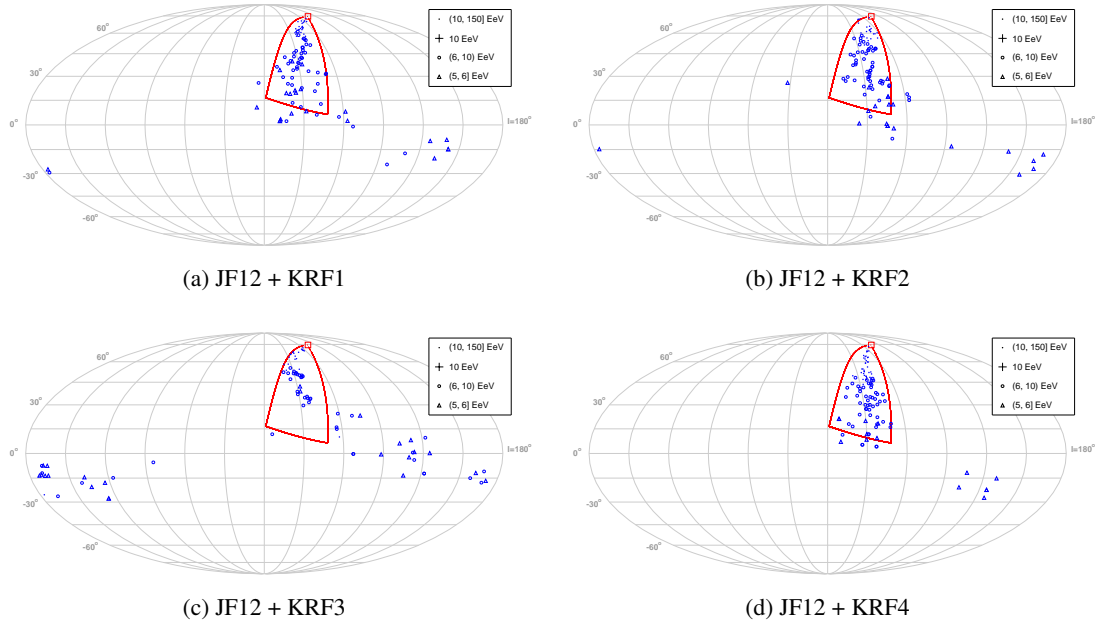 60°
30°
0°
-30°
-60°
l=180°
(10, 150] EeV
10 EeV
(6, 10) EeV
(5, 6] EeV
(a) JF12 + KRF1
60°
30°
0°
-30°
-60°
l=180°
(10, 150] EeV
10 EeV
(6, 10) EeV
(5, 6] EeV
(b) JF12 + KRF2
60°
30°
0°
-30°
-60°
l=180°
(10, 150] EeV
10 EeV
(6, 10) EeV
(5, 6] EeV
(c) JF12 + KRF3
60°
30°
0°
-30°
-60°
l=180°
(10, 150] EeV
10 EeV
(6, 10) EeV
(5, 6] EeV
(d) JF12 + KRF4